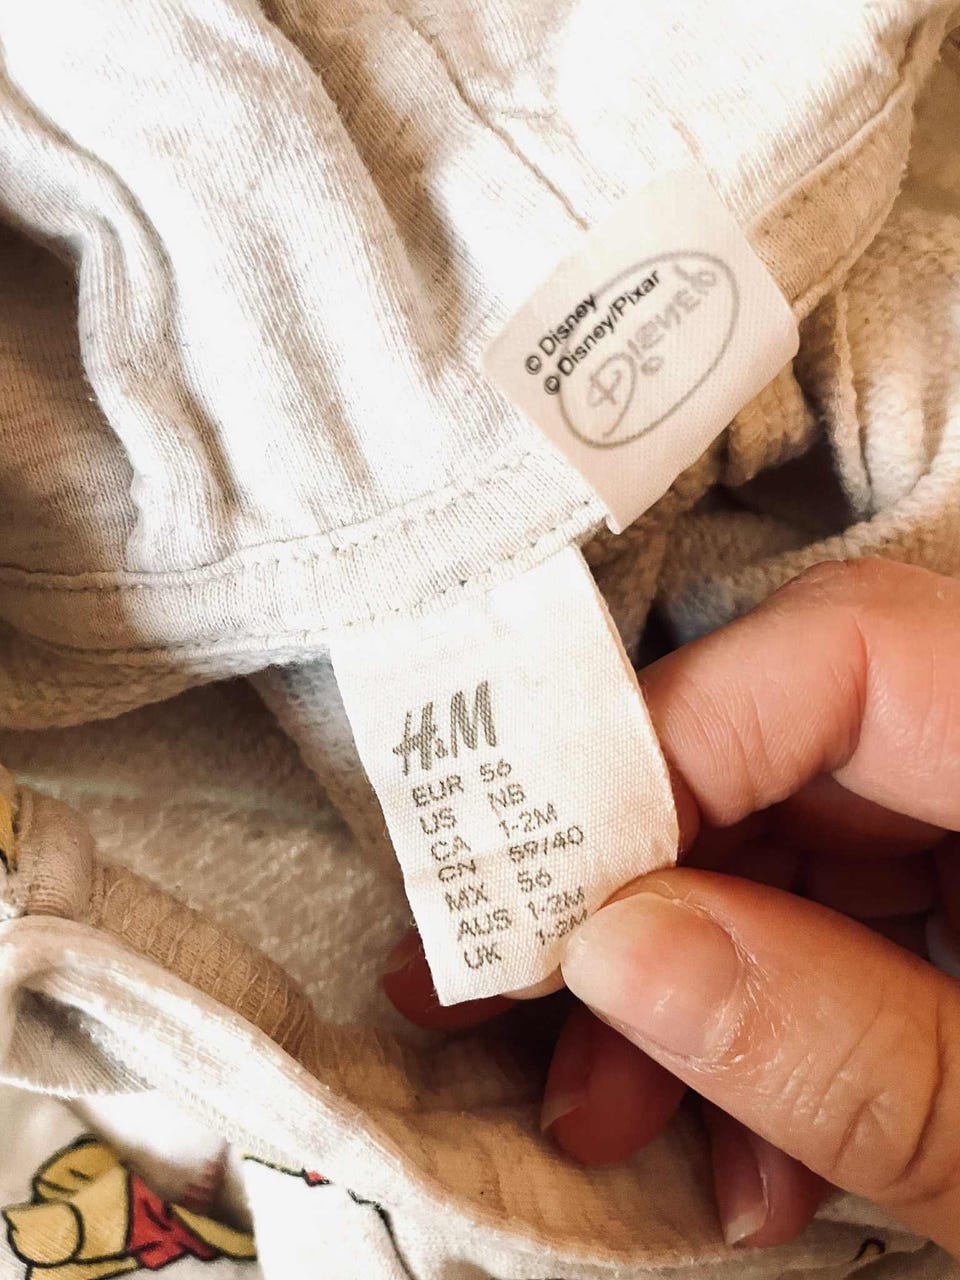 © Disney
© Disney/Pixar
Disney
©
H&M
EUR 56
US NB
CA 1-2M
CN 59/40
MX 56
AUS 1-2M
UK 1-2M